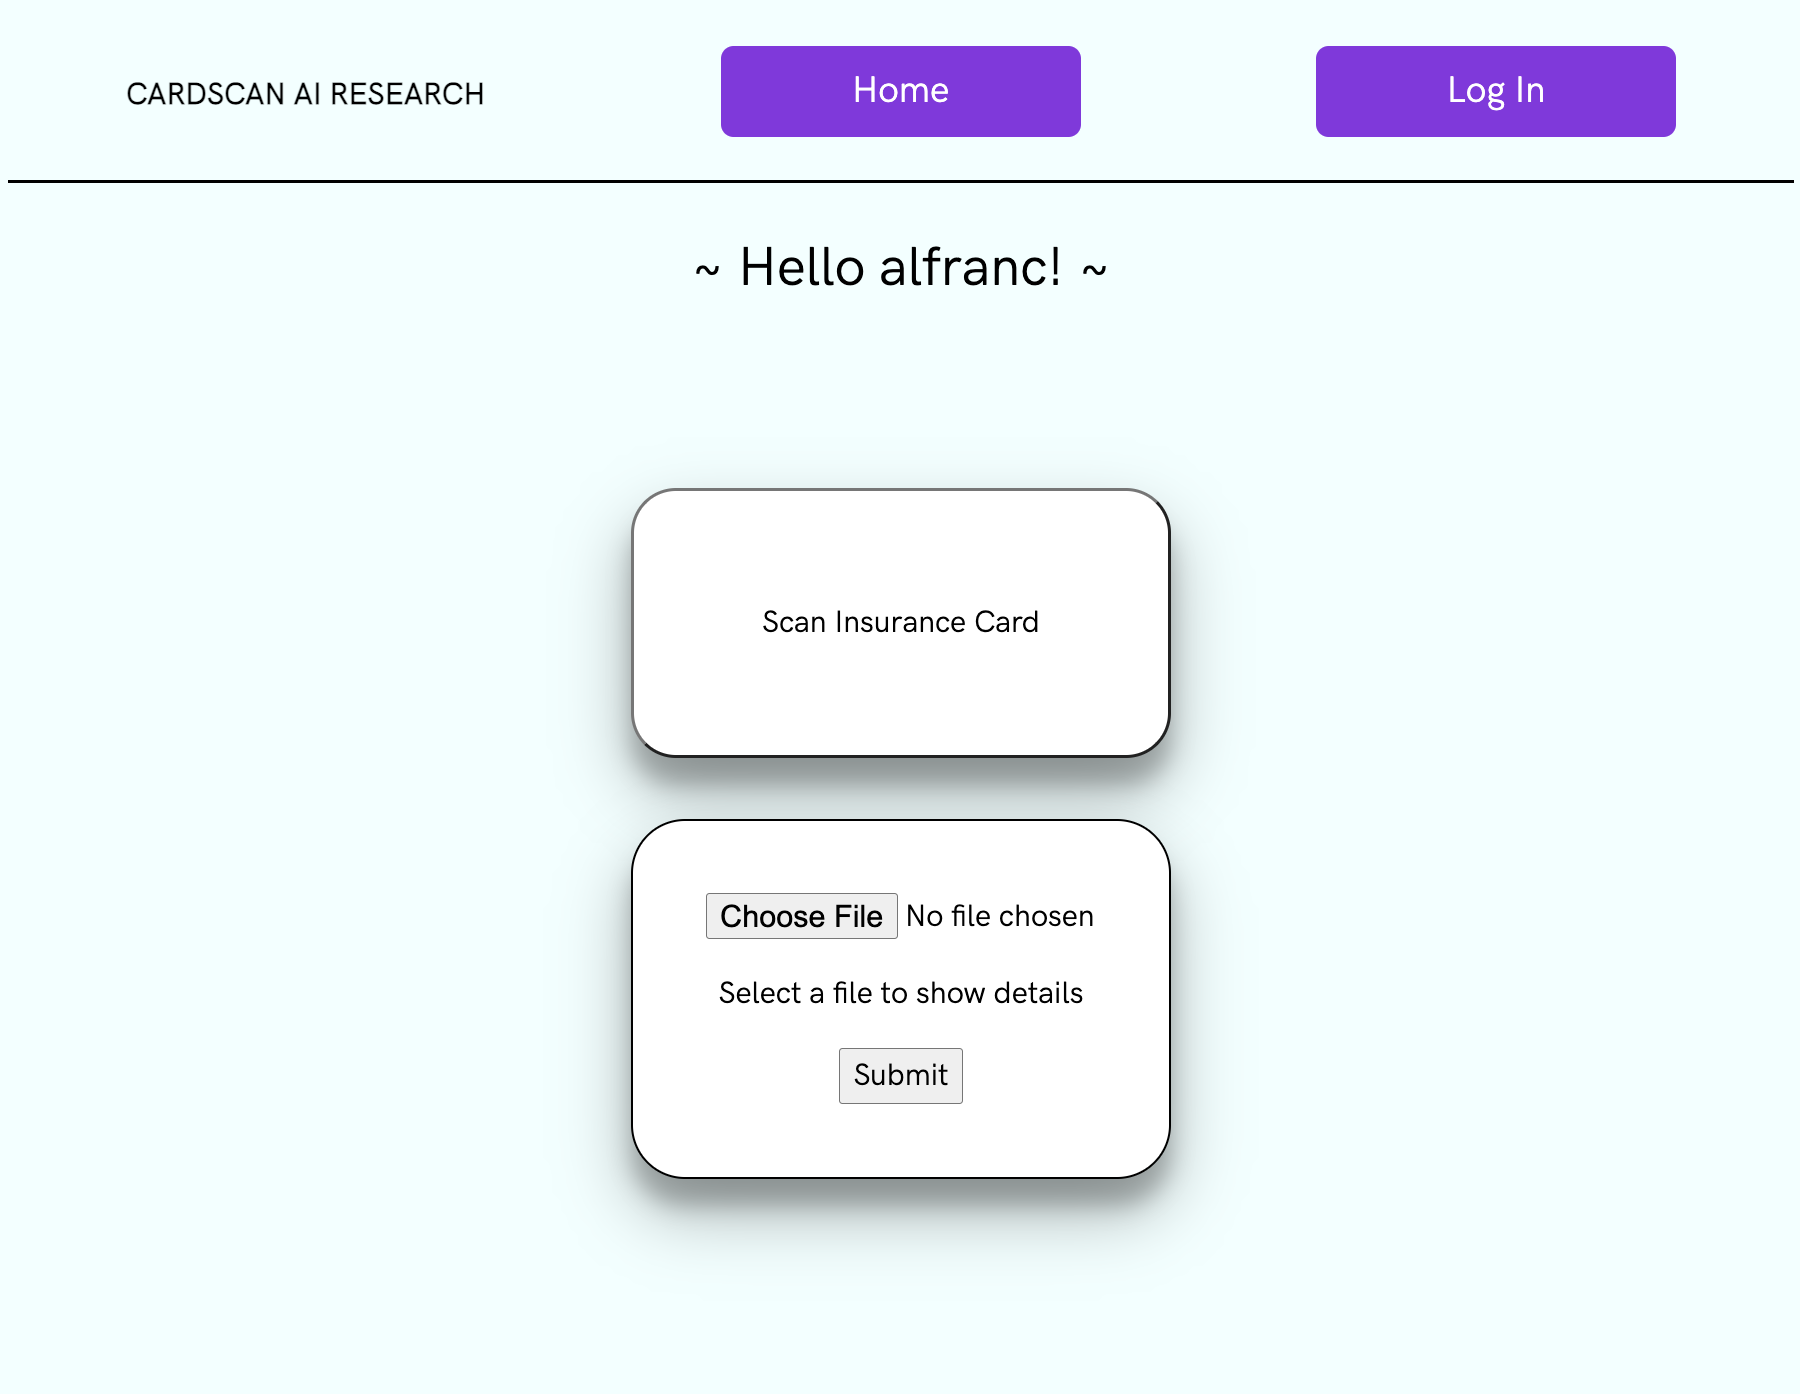 CARDSCAN AI RESEARCH
Home
Log In
~ Hello alfranc! ~
Scan Insurance Card
Choose File No file chosen
Select a file to show details
Submit